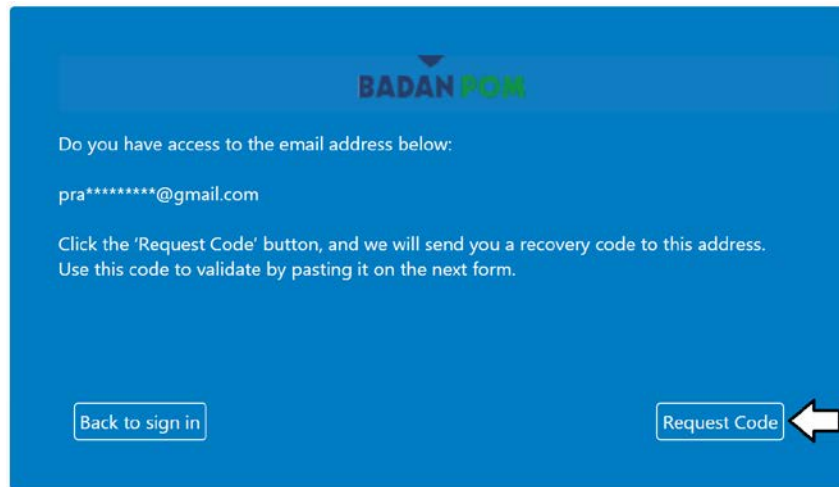 BADAN POM
Do you have access to the email address below:
pra*********@gmail.com
Click the 'Request Code' button, and we will send you a recovery code to this address.
Use this code to validate by pasting it on the next form.
Back to sign in
Request Code